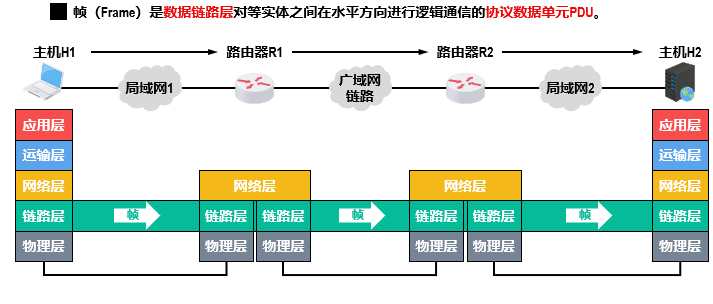 帧（Frame）是数据链路层对等实体之间在水平方向进行逻辑通信的协议数据单元PDU。
主机H1 路由器R1 路由器R2 主机H2
局域网1 广域网链路 局域网2
应用层 应用层
运输层 运输层
网络层 网络层 网络层 网络层
链路层 帧 链路层 链路层 帧 链路层 链路层 帧 链路层
物理层 物理层 物理层 物理层 物理层 物理层